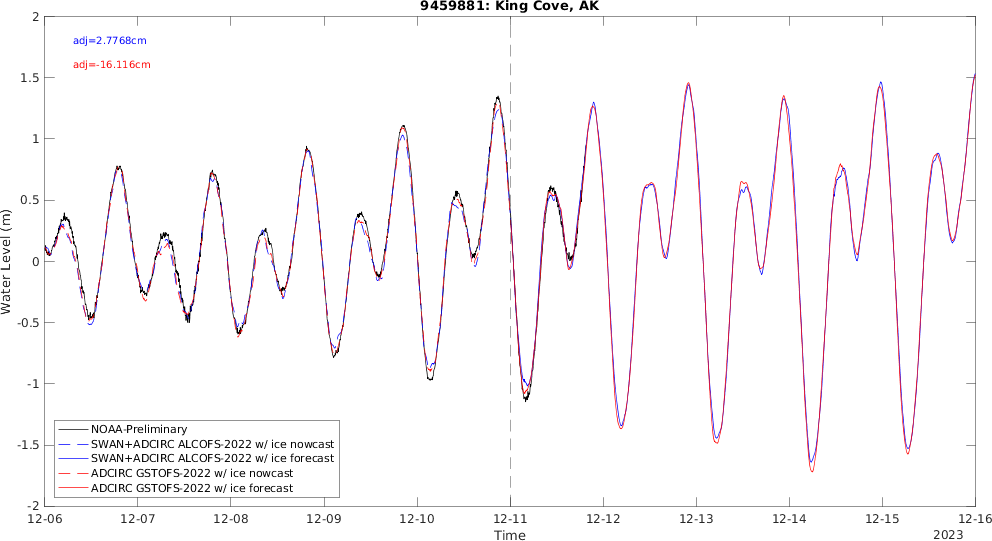 9459881: King Cove, AK
adj=2.7768cm
adj=-16.116cm
Water Level (m)
2
1.5
1
0.5
0
-0.5
-1
-1.5
-2
NOAA-Preliminary
SWAN+ADCIRC ALCOFS-2022 w/ ice nowcast
SWAN+ADCIRC ALCOFS-2022 w/ ice forecast
ADCIRC GSTOFS-2022 w/ ice nowcast
ADCIRC GSTOFS-2022 w/ ice forecast
12-06 12-07 12-08 12-09 12-10 12-11 12-12 12-13 12-14 12-15 12-16
Time
2023